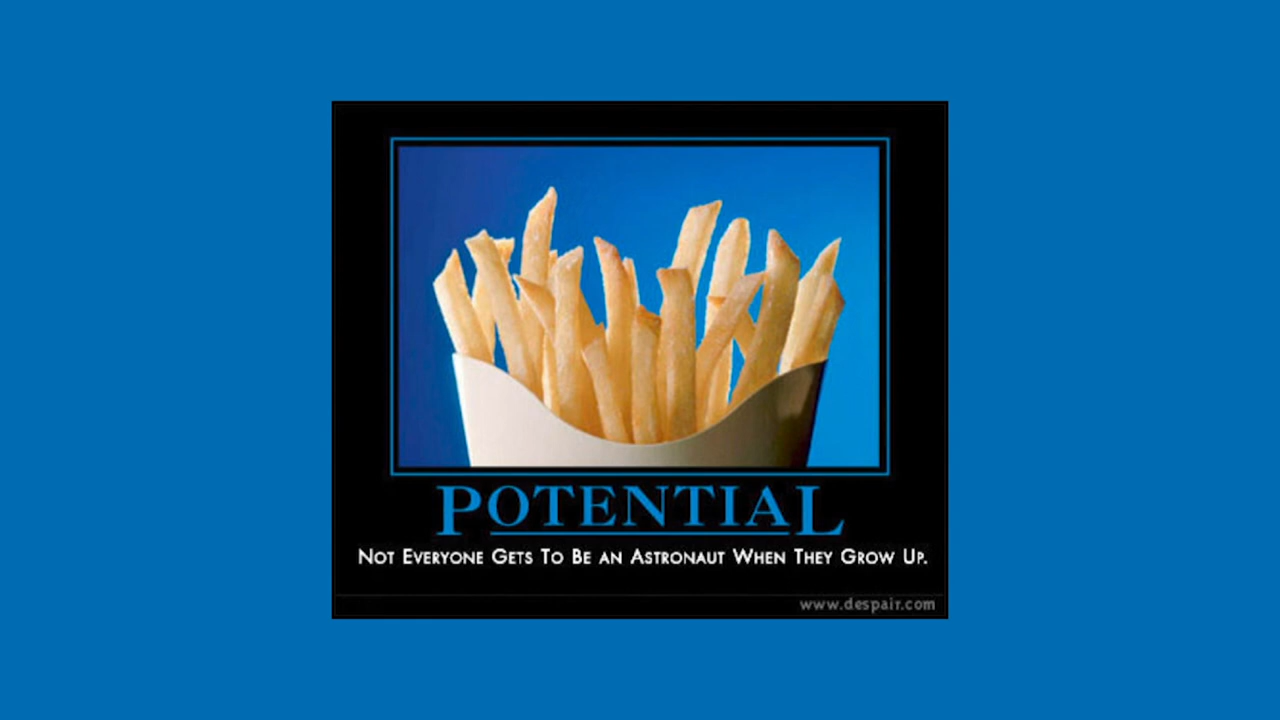 POTENTIAL
NOT EVERYONE GETS TO BE AN ASTRONAUT WHEN THEY GROW UP.
www.despair.com